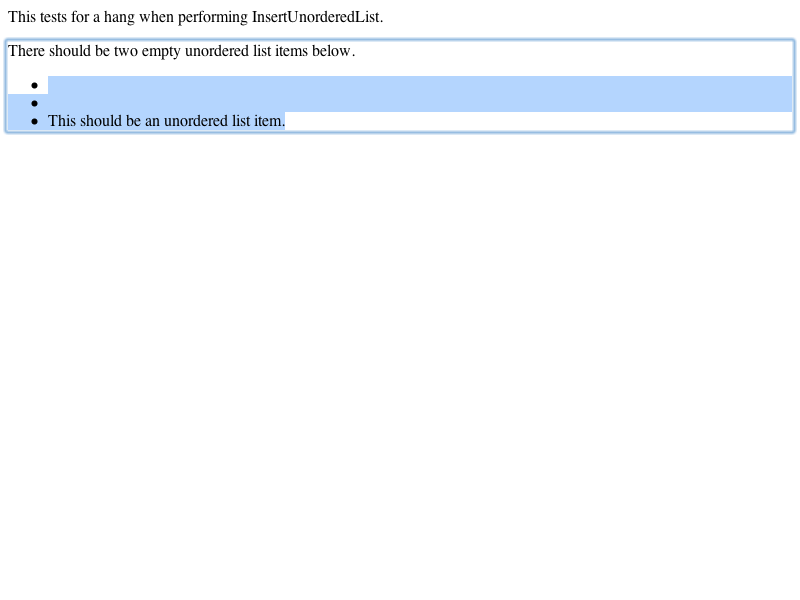 This tests for a hang when performing InsertUnorderedList.
There should be two empty unordered list items below.
•
•
• This should be an unordered list item.